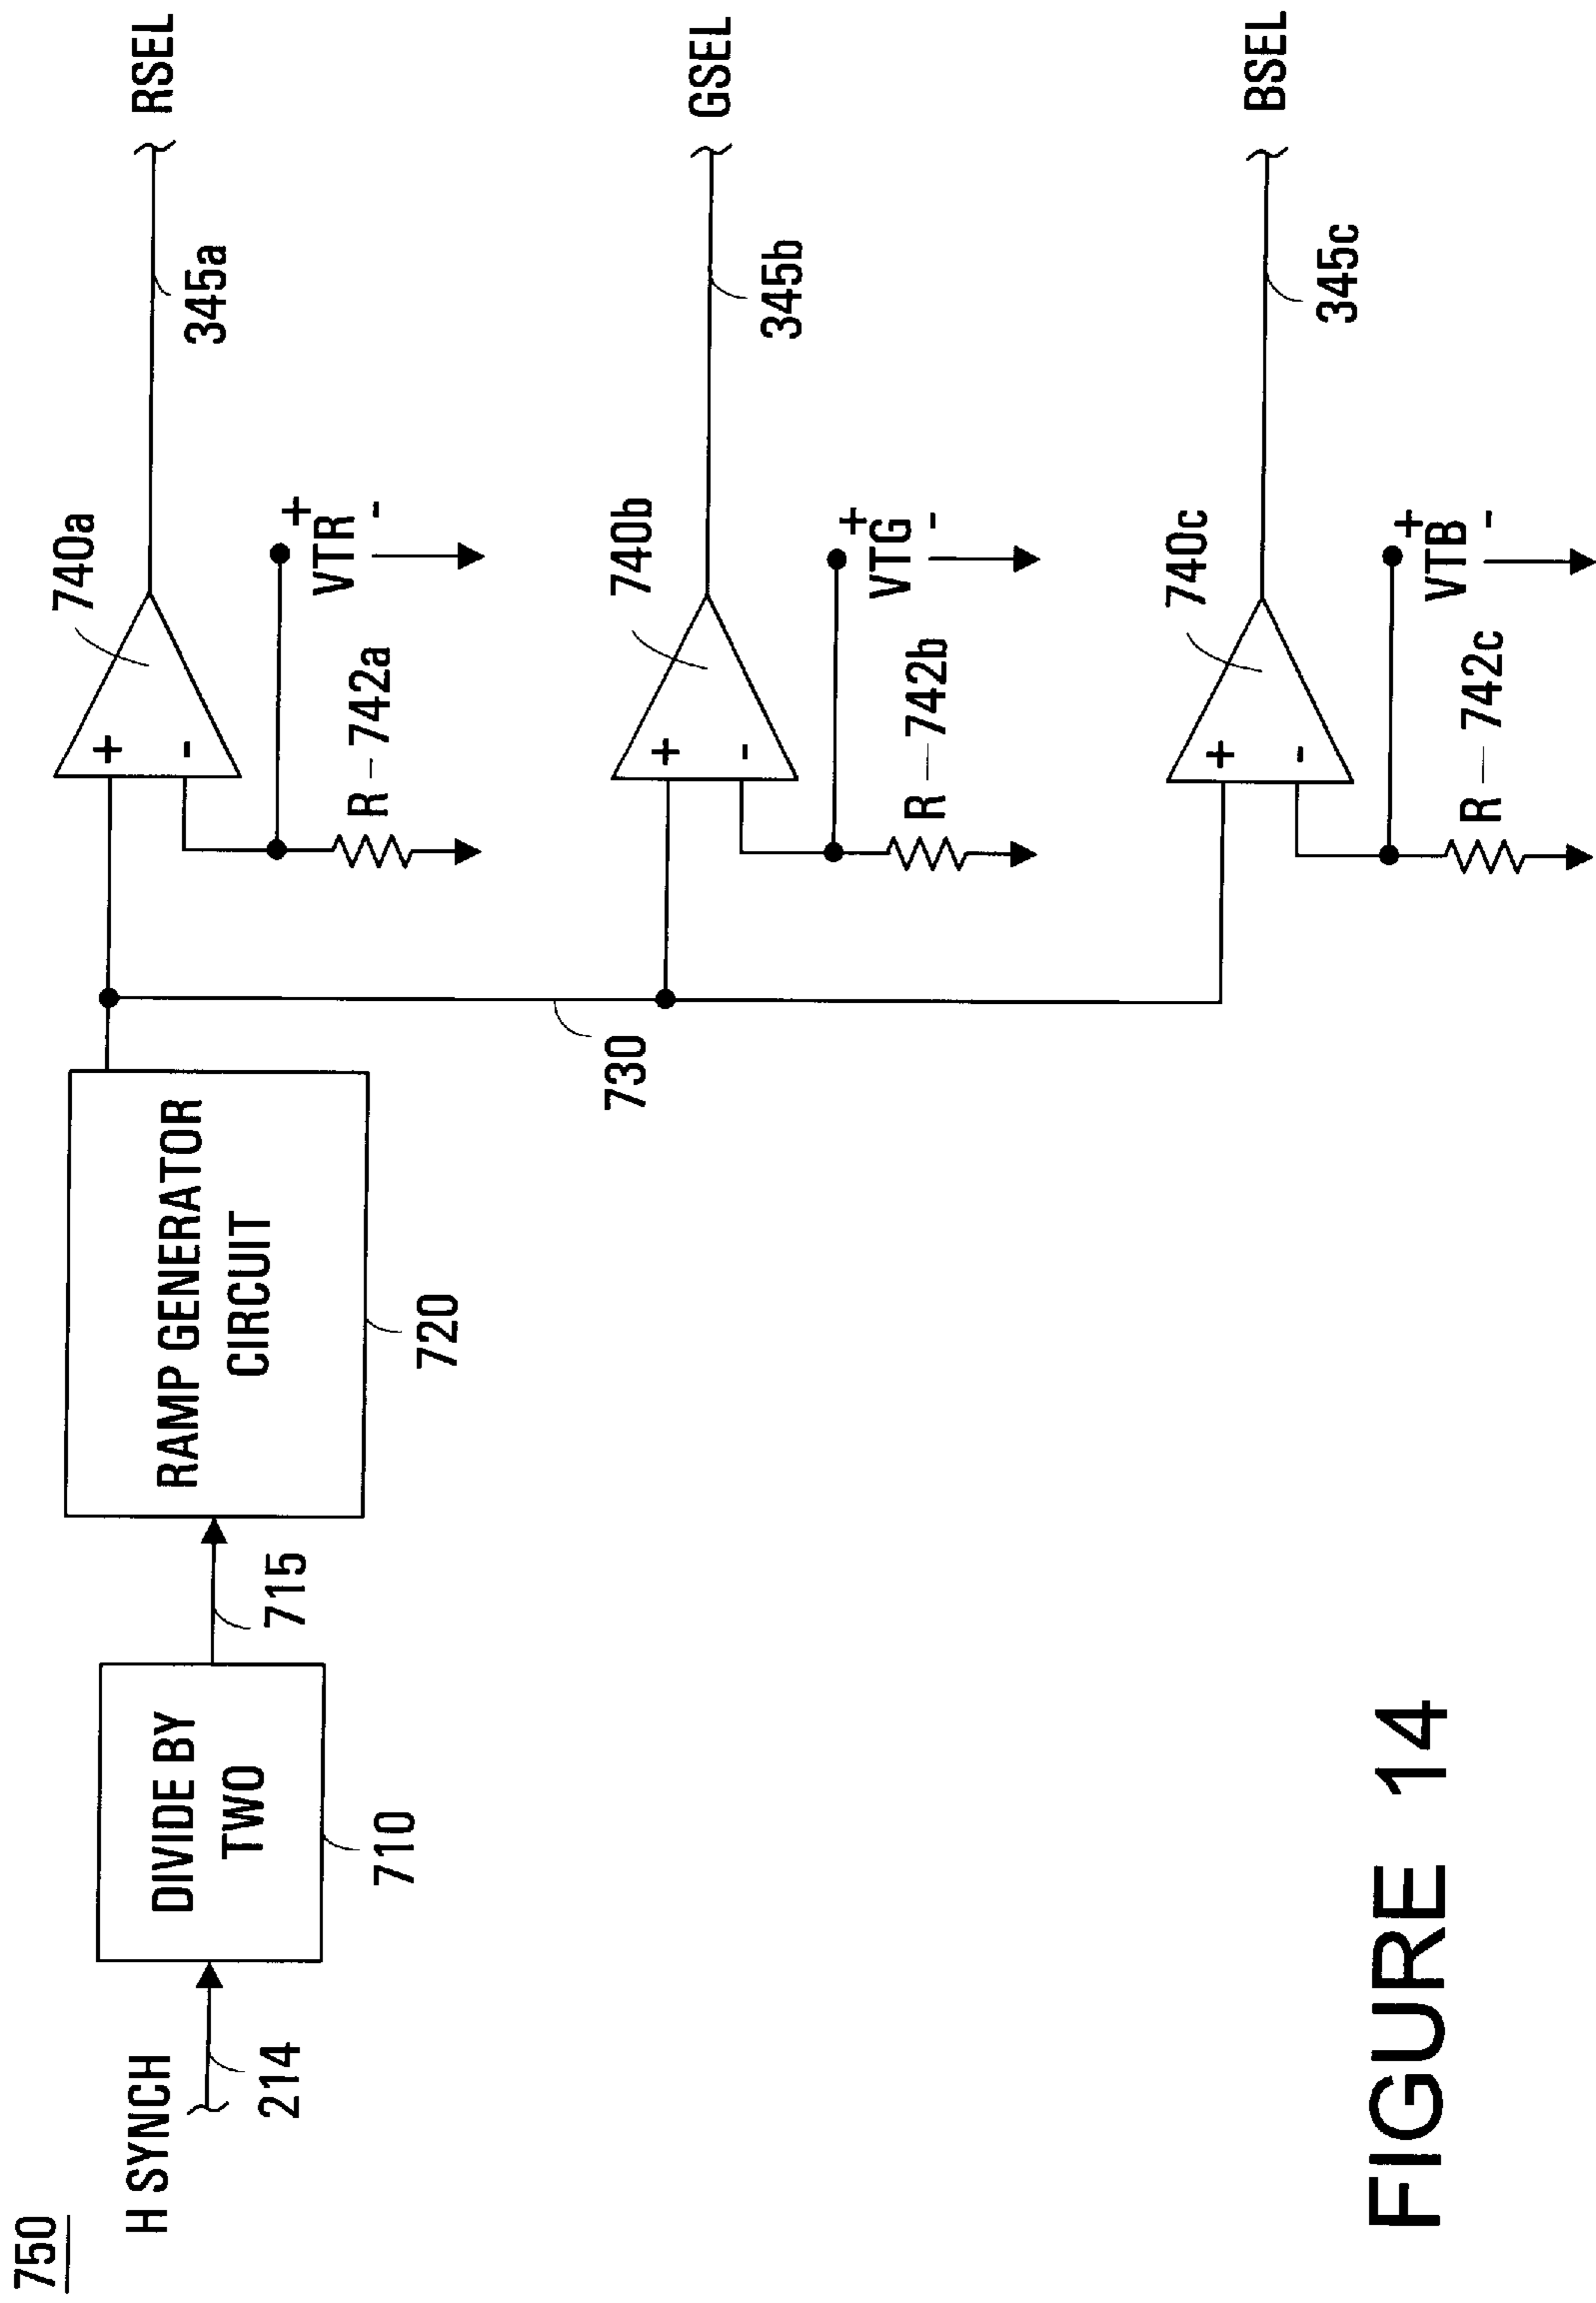 750
H SYNCH
214
DIVIDE BY
TWO
710
715
RAMP GENERATOR
CIRCUIT
720
730
+
-
740a
R
742a
+
VTR
-
345a
RSEL
+
-
740b
R
742b
+
VTG
-
345b
GSEL
+
-
740c
R
742c
+
VTB
-
345c
BSEL
FIGURE 14